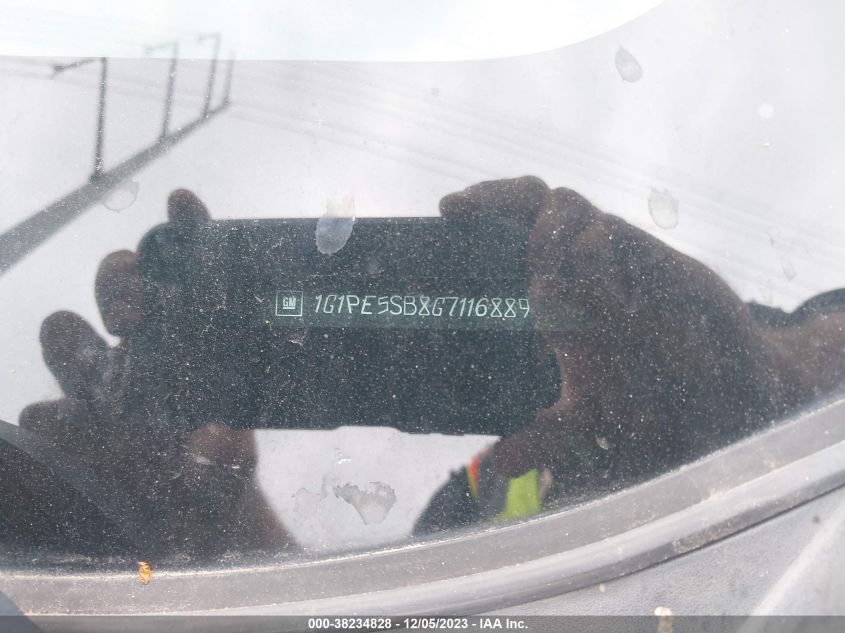 GM 1G1PE5SB8G7116889
000-38234828 - 12/05/2023 - IAA Inc.